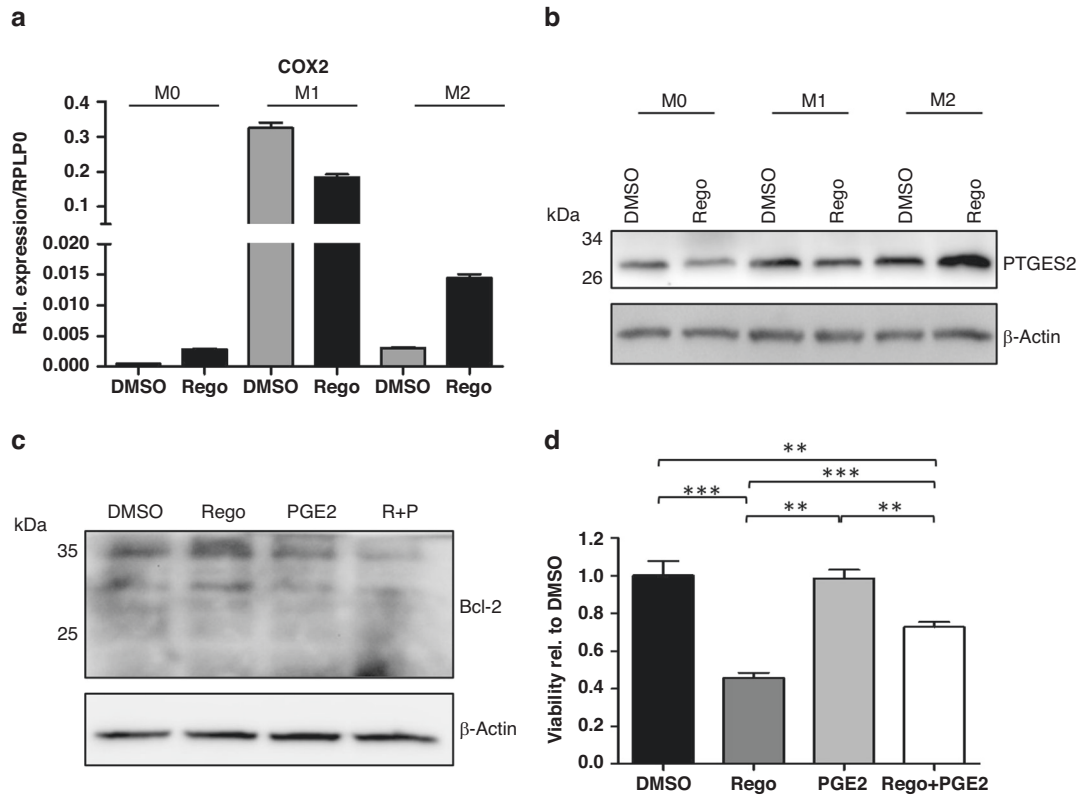 a
COX2
M0 M1 M2
Rel. expression/RPLP0
0.4
0.3
0.2
0.1
0.020
0.015
0.010
0.005
0.000
DMSO Rego DMSO Rego DMSO Rego
b
M0 M1 M2
DMSO Rego DMSO Rego DMSO Rego
kDa
34
26
PTGES2
β-Actin
c
DMSO Rego PGE2 R+P
kDa
35
25
Bcl-2
β-Actin
d
**
***
*** ** **
Viability rel. to DMSO
1.2
1.0
0.8
0.6
0.4
0.2
0.0
DMSO Rego PGE2 Rego+PGE2